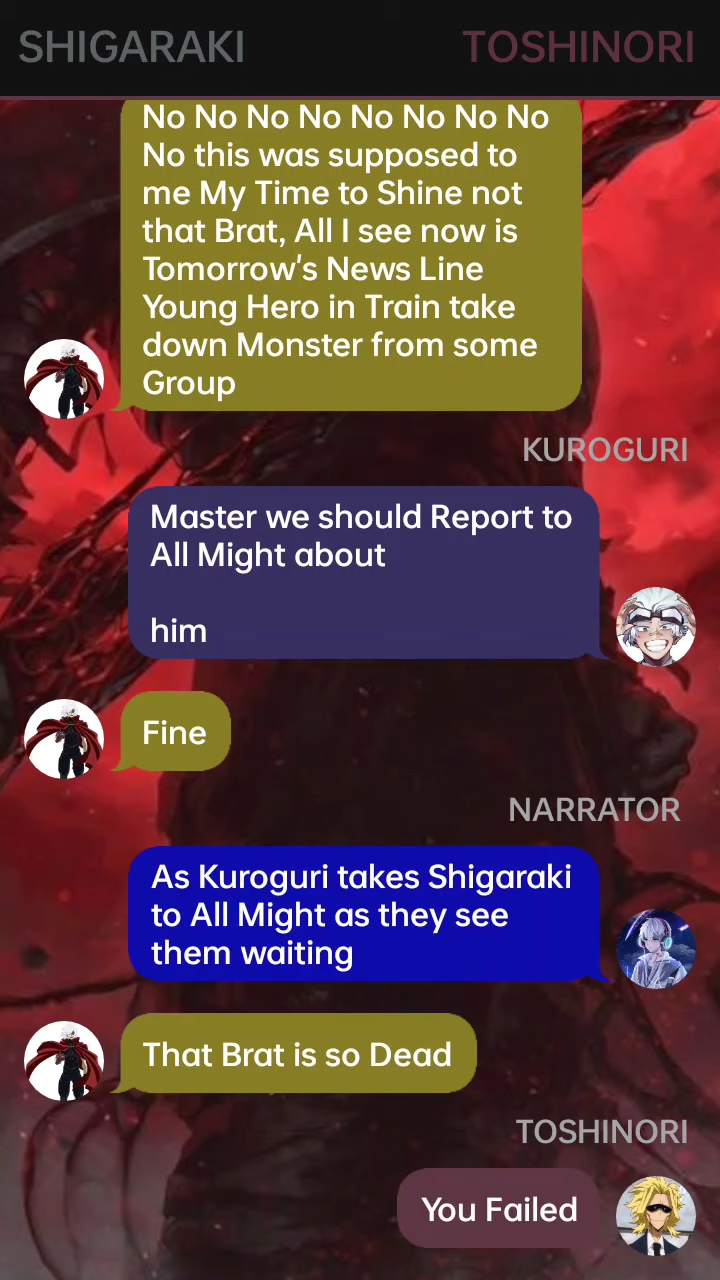 SHIGARAKI
TOSHINORI
No No No No No No No No
No this was supposed to
me My Time to Shine not
that Brat, All I see now is
Tomorrow's News Line
Young Hero in Train take
down Monster from some
Group
KUROGURI
Master we should Report to
All Might about
him
Fine
NARRATOR
As Kuroguri takes Shigaraki
to All Might as they see
them waiting
That Brat is so Dead
TOSHINORI
You Failed